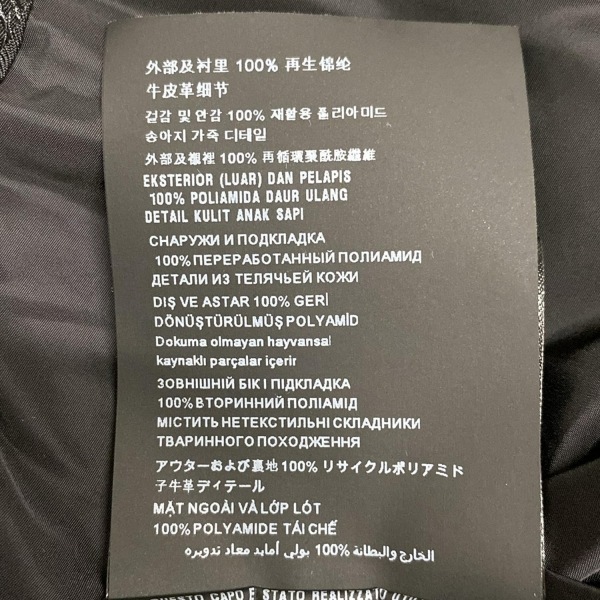 外部及衬里 100% 再生锦纶
牛皮革细节
겉감 및 안감 100% 재활용 폴리아미드
송아지 가죽 디테일
外部及複裡 100% 再循環聚酰胺纖維
EKSTERIOR (LUAR) DAN PELAPIS
100% POLIAMIDA DAUR ULANG
DETAIL KULIT ANAK SAPI
СНАРУЖИ И ПОДКЛАДКА
100% ПЕРЕРАБОТАННЫЙ ПОЛИАМИД
ДЕТАЛИ ИЗ ТЕЛЯЧЬЕЙ КОЖИ
DIŞ VE ASTAR 100% GERİ
DÖNÜŞTÜRÜLMÜŞ POLYAMİD
Dokuma olmayan hayvansal
kaynaklı parçalar içerir
ЗОВНІШНІЙ БІК І ПІДКЛАДКА
100% ВТОРИННИЙ ПОЛІАМІД
МІСТИТЬ НЕТЕКСТИЛЬНІ СКЛАДНИКИ
ТВАРИННОГО ПОХОДЖЕННЯ
アウターおよび裏地 100% リサイクルポリアミド
子牛革ディテール
MẶT NGOÀI VÀ LỚP LÓT
100% POLYAMIDE TÁI CHẾ
الخارج والبطانة 100% بولي أمايد معاد تدويره
QUESTO CAPO È STATO REALIZZATO